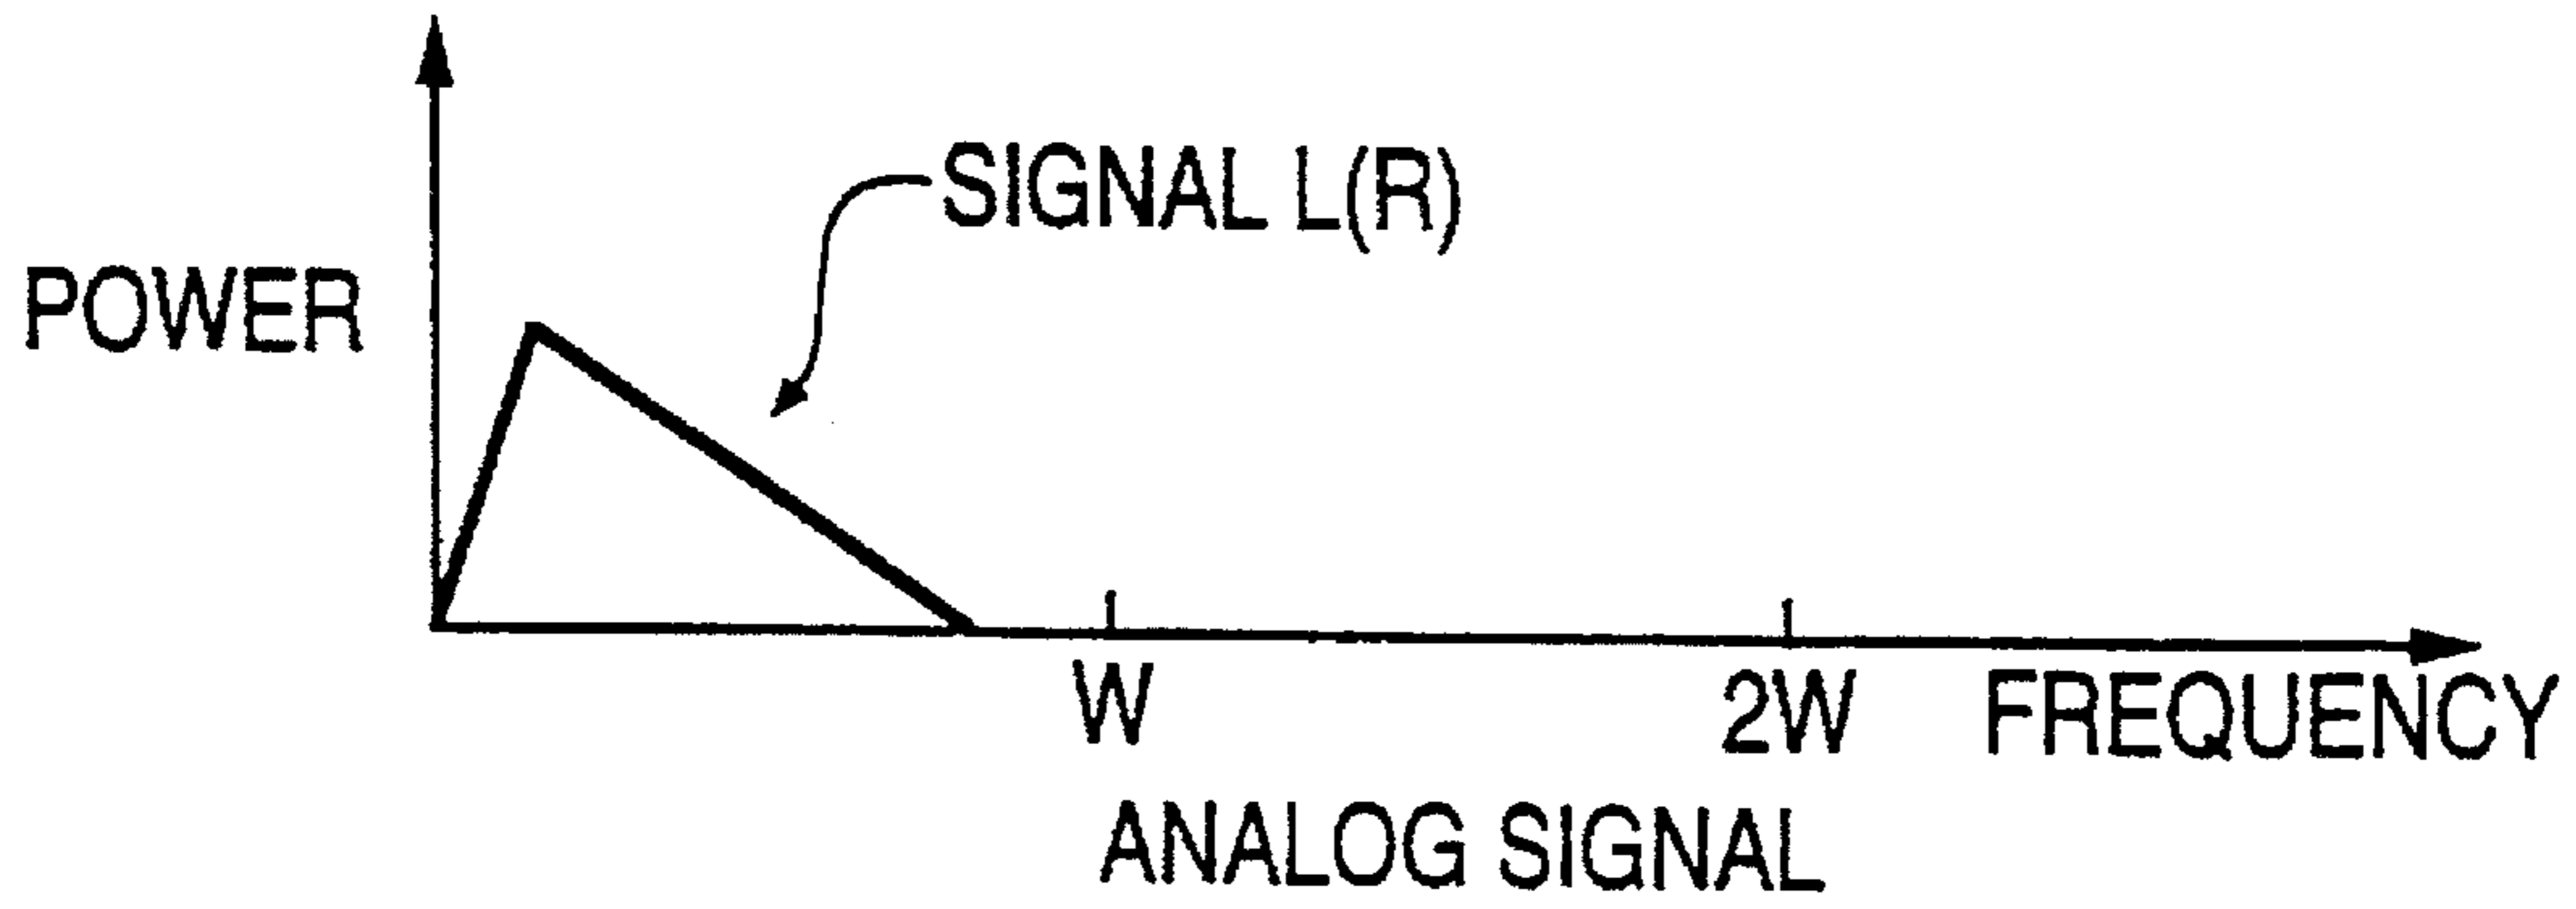 SIGNAL L(R)
POWER
W
2W
FREQUENCY
ANALOG SIGNAL